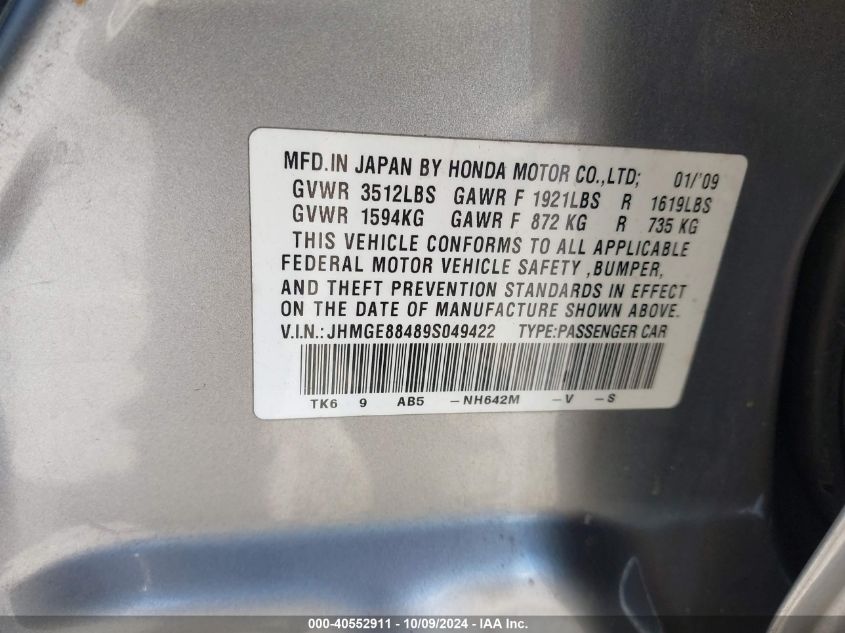 MFD.IN JAPAN BY HONDA MOTOR CO.,LTD; 01/'09
GVWR 3512LBS GAWR F 1921LBS R 1619LBS
GVWR 1594KG GAWR F 872 KG R 735 KG
THIS VEHICLE CONFORMS TO ALL APPLICABLE
FEDERAL MOTOR VEHICLE SAFETY ,BUMPER,
AND THEFT PREVENTION STANDARDS IN EFFECT
ON THE DATE OF MANUFACTURE SHOWN ABOVE.
V.I.N.:JHMGE88489S049422 TYPE:PASSENGER CAR
TK6 9 AB5 -NH642M -V -S
000-40552911 - 10/09/2024 - IAA Inc.